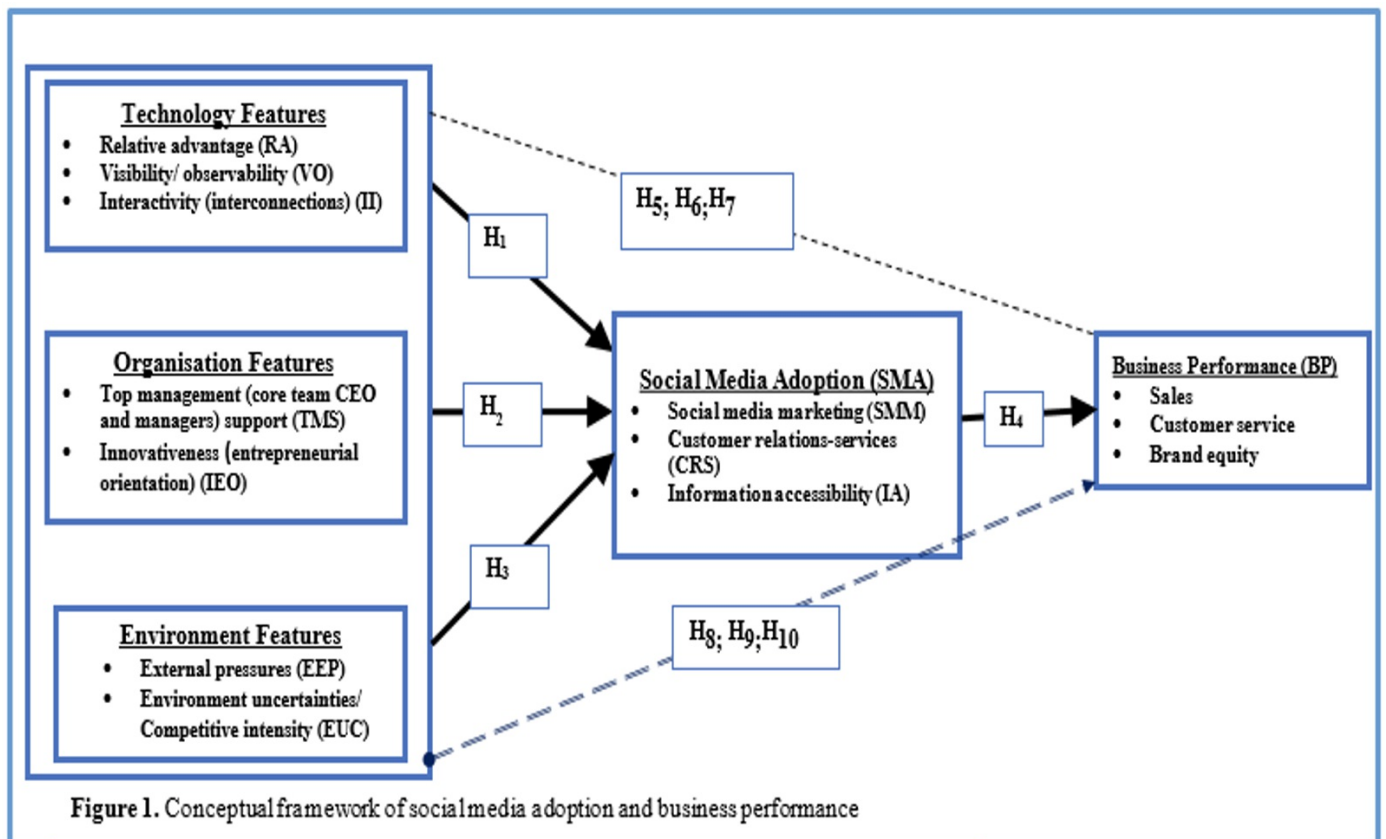 Technology Features
• Relative advantage (RA)
• Visibility/ observability (VO)
• Interactivity (interconnections) (II)
H5; H6;H7
H1
Organisation Features
• Top management (core team CEO
and managers) support (TMS)
• Innovativeness (entrepreneurial
orientation) (IEO)
H2
Social Media Adoption (SMA)
• Social media marketing (SMM)
• Customer relations-services
(CRS)
• Information accessibility (IA)
H4
Business Performance (BP)
• Sales
• Customer service
• Brand equity
H3
Environment Features
• External pressures (EEP)
• Environment uncertainties/
Competitive intensity (EUC)
H8; H9;H10
Figure 1. Conceptual framework of social media adoption and business performance